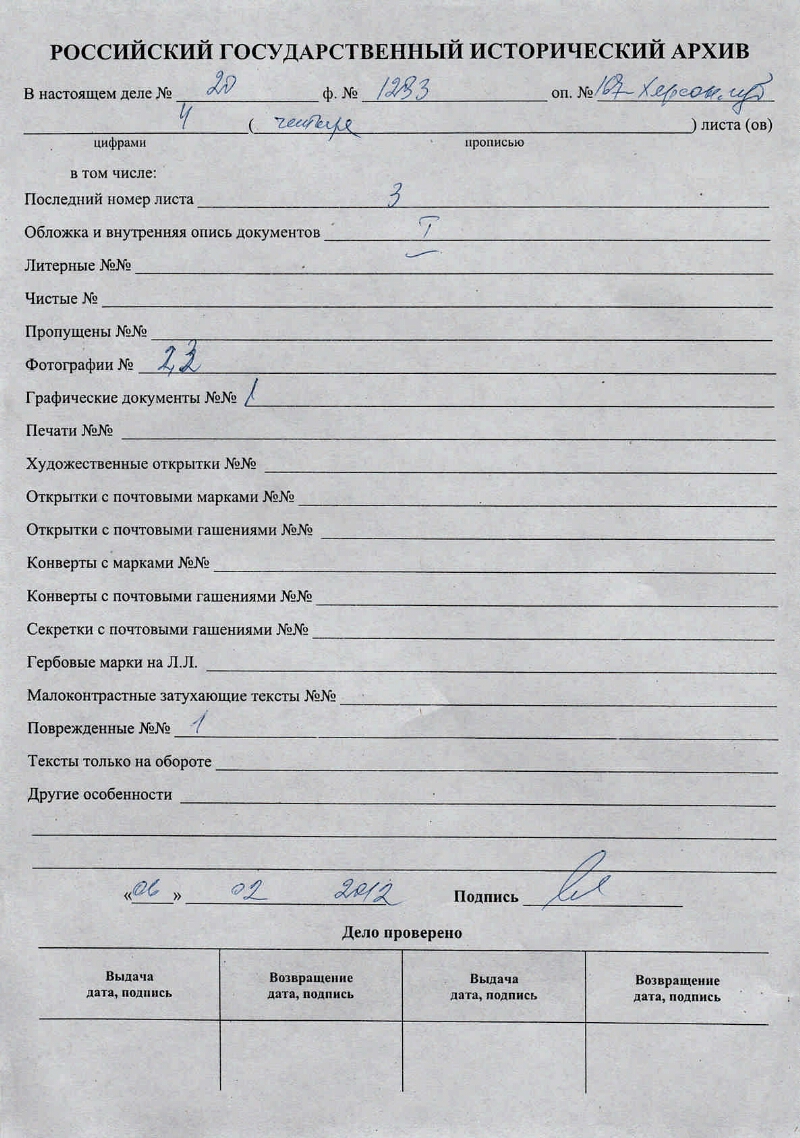 РОССИЙСКИЙ ГОСУДАРСТВЕННЫЙ ИСТОРИЧЕСКИЙ АРХИВ
В настоящем деле № 20 ф. № 1293 оп. № 167-Херсон. губ
4 ( четыре ) листа (ов)
цифрами прописью
в том числе:
Последний номер листа 3
Обложка и внутренняя опись документов I
Литерные №№
Чистые №
Пропущены №№
Фотографии № 2,3
Графические документы №№ 1
Печати №№
Художественные открытки №№
Открытки с почтовыми марками №№
Открытки с почтовыми гашениями №№
Конверты с марками №№
Конверты с почтовыми гашениями №№
Секретки с почтовыми гашениями №№
Гербовые марки на Л.Л.
Малоконтрастные затухающие тексты №№
Поврежденные №№ 1
Тексты только на обороте
Другие особенности
«06» 02 2012 Подпись
Дело проверено
Выдача Возвращение Выдача Возвращение
дата, подпись дата, подпись дата, подпись дата, подпись